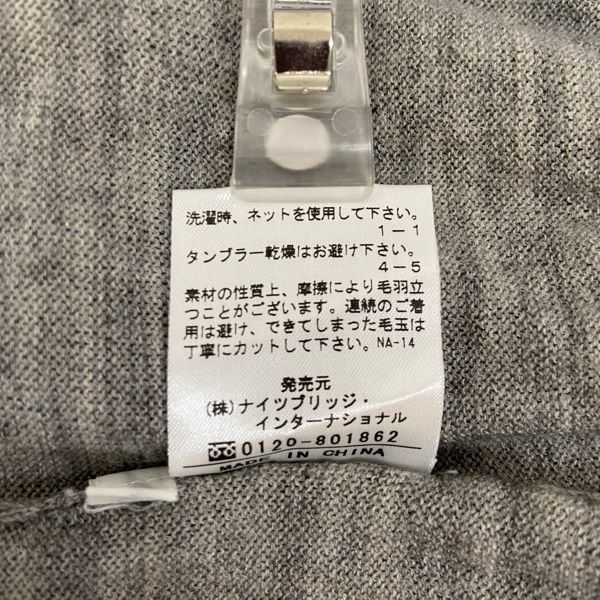 洗濯時、ネットを使用して下さい。
1-1
タンブラー乾燥はお避け下さい。
4-5
素材の性質上、摩擦により毛羽立
つことがございます。連続のご着
用は避け、できてしまった毛玉は
丁寧にカットして下さい。NA-14
発売元
(株)ナイツブリッジ・
インターナショナル
0120-801862
MADE IN CHINA